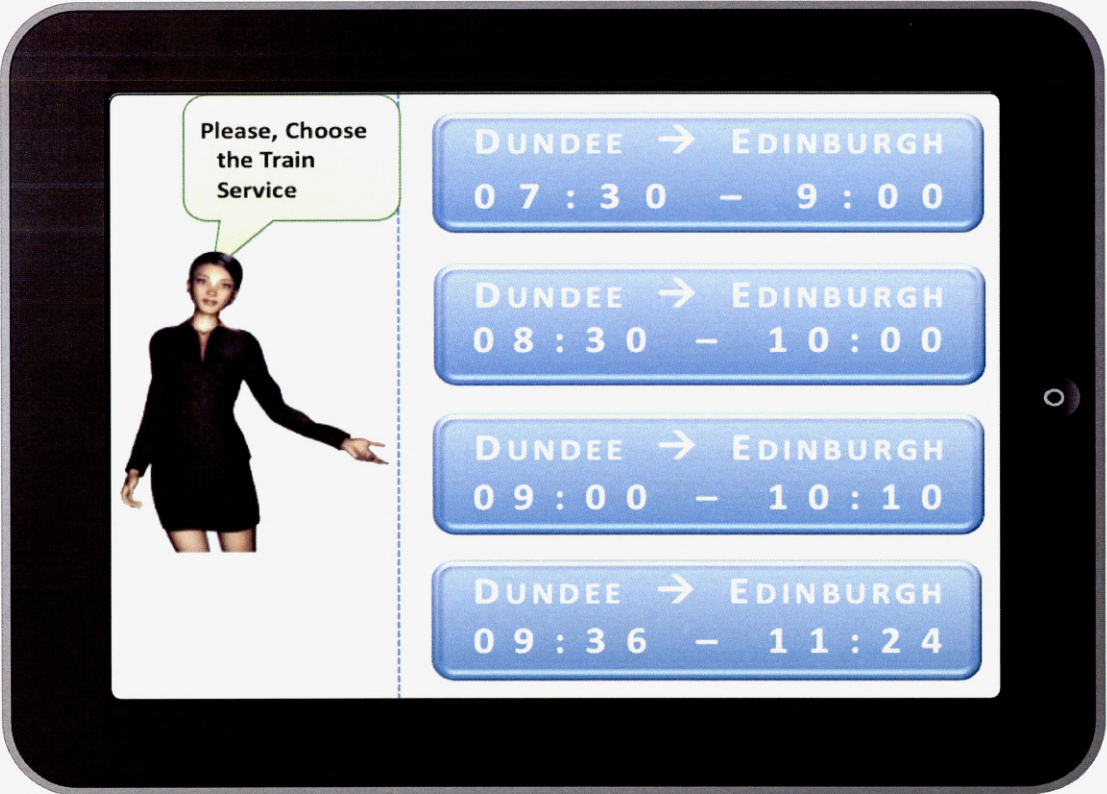 Please, Choose
the Train
Service
DUNDEE → EDINBURGH
07:30 – 9:00
DUNDEE → EDINBURGH
08:30 – 10:00
DUNDEE → EDINBURGH
09:00 – 10:10
DUNDEE → EDINBURGH
09:36 – 11:24